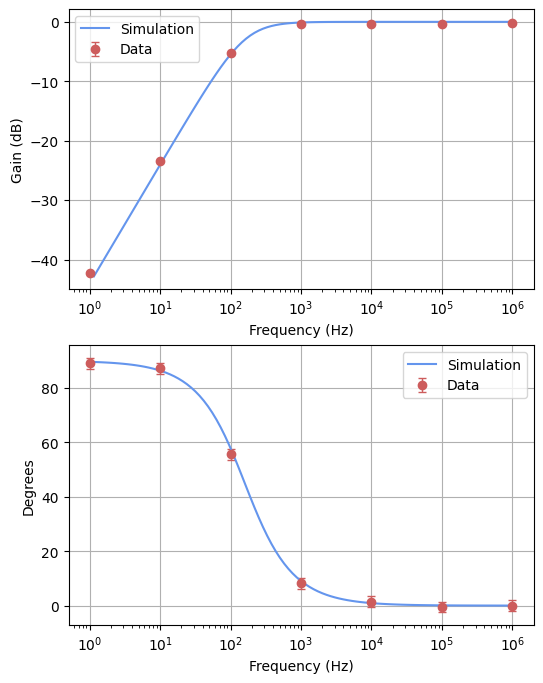 Simulation
Data
Gain (dB)
0
−10
−20
−30
−40
10⁰ 10¹ 10² 10³ 10⁴ 10⁵ 10⁶
Frequency (Hz)
Simulation
Data
Degrees
80
60
40
20
0
10⁰ 10¹ 10² 10³ 10⁴ 10⁵ 10⁶
Frequency (Hz)